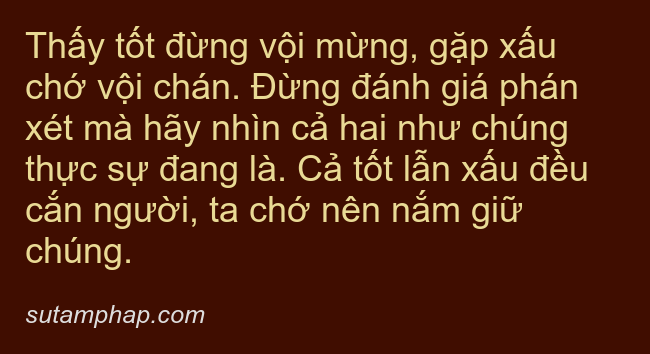 Thấy tốt đừng vội mừng, gặp xấu
chớ vội chán. Đừng đánh giá phán
xét mà hãy nhìn cả hai như chúng
thực sự đang là. Cả tốt lẫn xấu đều
cắn người, ta chớ nên nắm giữ
chúng.
sutamphap.com